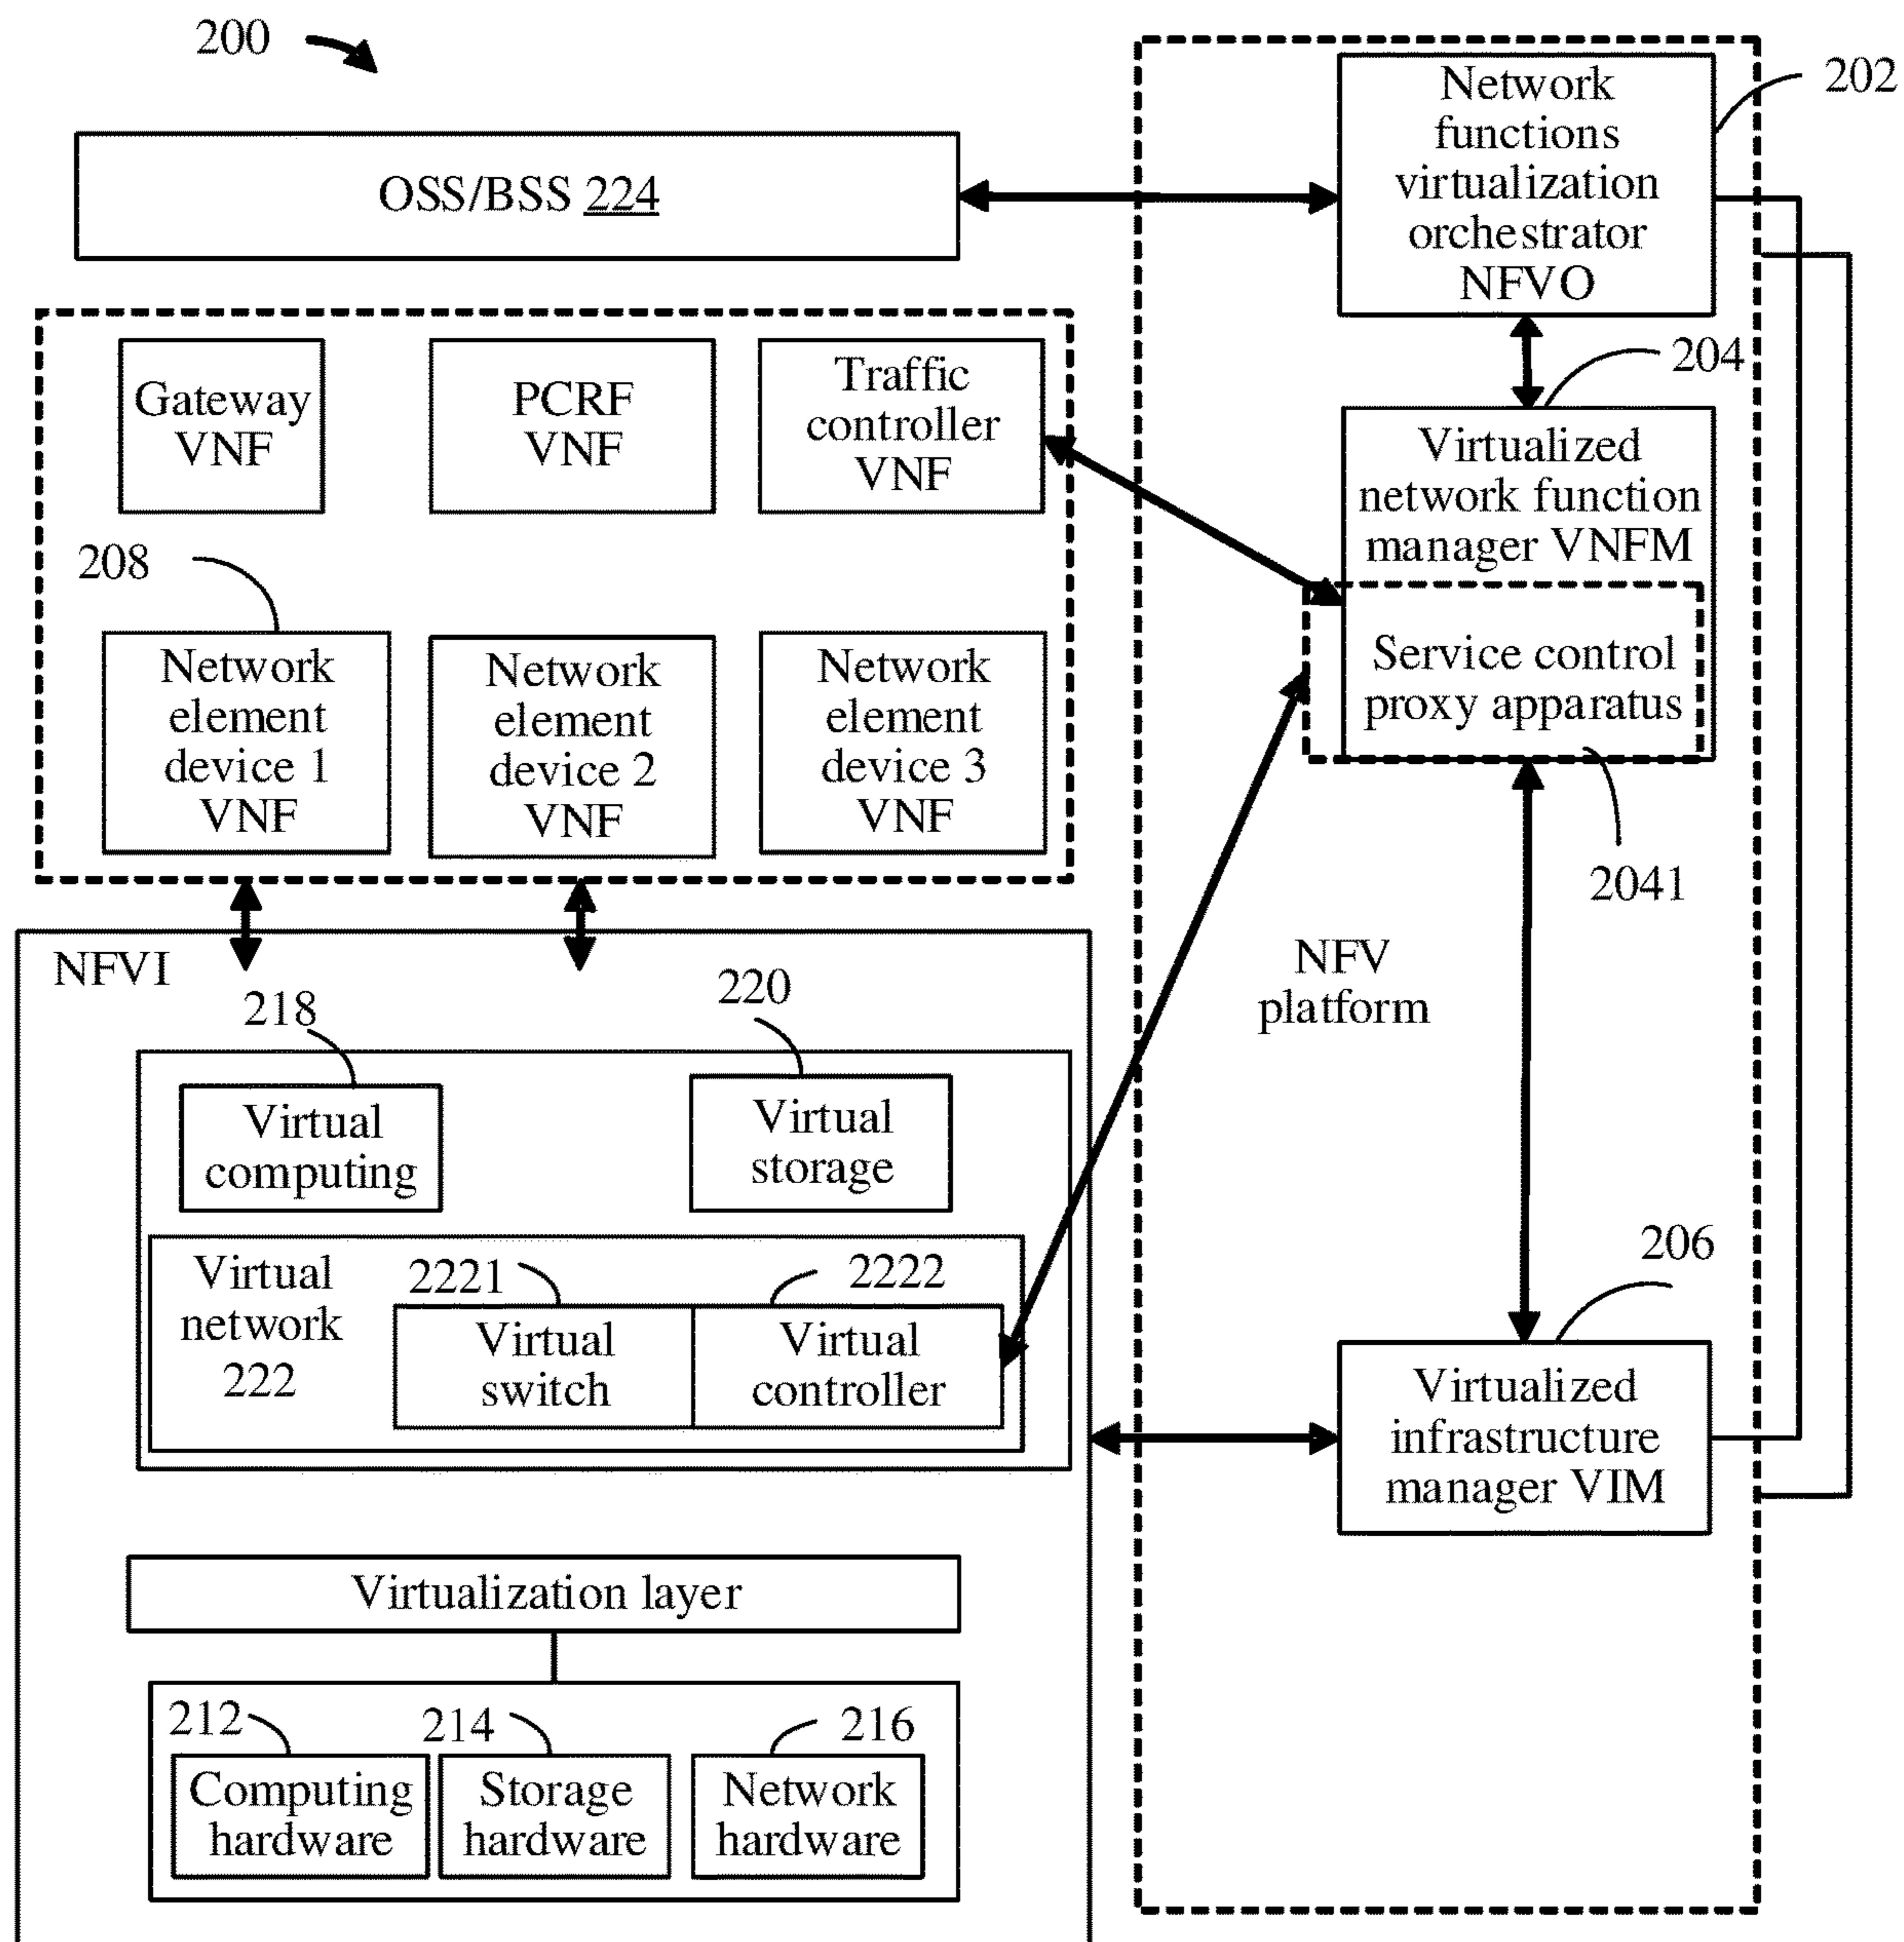 200
OSS/BSS 224
Network
functions
virtualization
orchestrator
NFVO
202
Gateway
VNF
PCRF
VNF
Traffic
controller
VNF
204
Virtualized
network function
manager VNFM
208
Network
element
device 1
VNF
Network
element
device 2
VNF
Network
element
device 3
VNF
Service control
proxy apparatus
2041
NFV
platform
NFVI
218
220
Virtual
computing
Virtual
storage
Virtual
network
222
2221
2222
Virtual
switch
Virtual
controller
206
Virtualized
infrastructure
manager VIM
Virtualization layer
212
214
216
Computing
hardware
Storage
hardware
Network
hardware